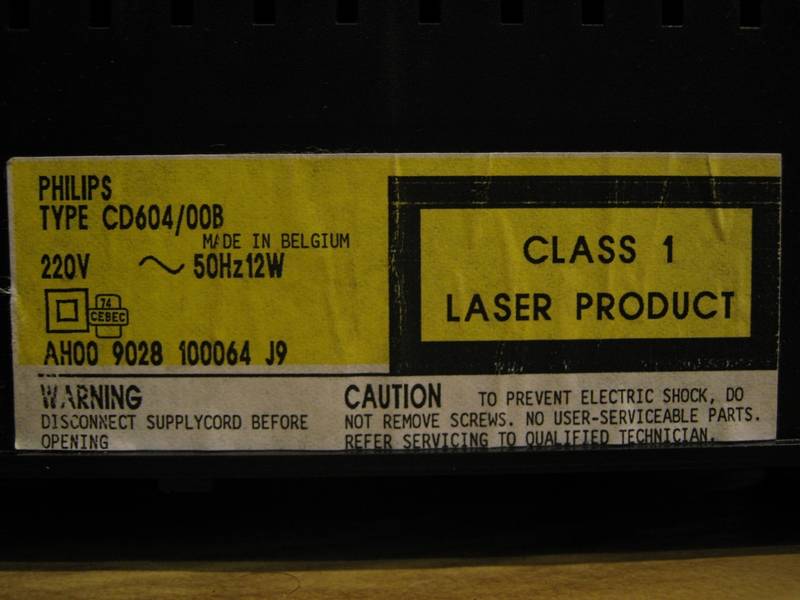 PHILIPS
TYPE CD604/00B
MADE IN BELGIUM
220V ~ 50Hz12W
74
CEBEC
AH00 9028 100064 J9
CLASS 1
LASER PRODUCT
WARNING
DISCONNECT SUPPLYCORD BEFORE
OPENING
CAUTION TO PREVENT ELECTRIC SHOCK, DO
NOT REMOVE SCREWS. NO USER-SERVICEABLE PARTS.
REFER SERVICING TO QUALIFIED TECHNICIAN.